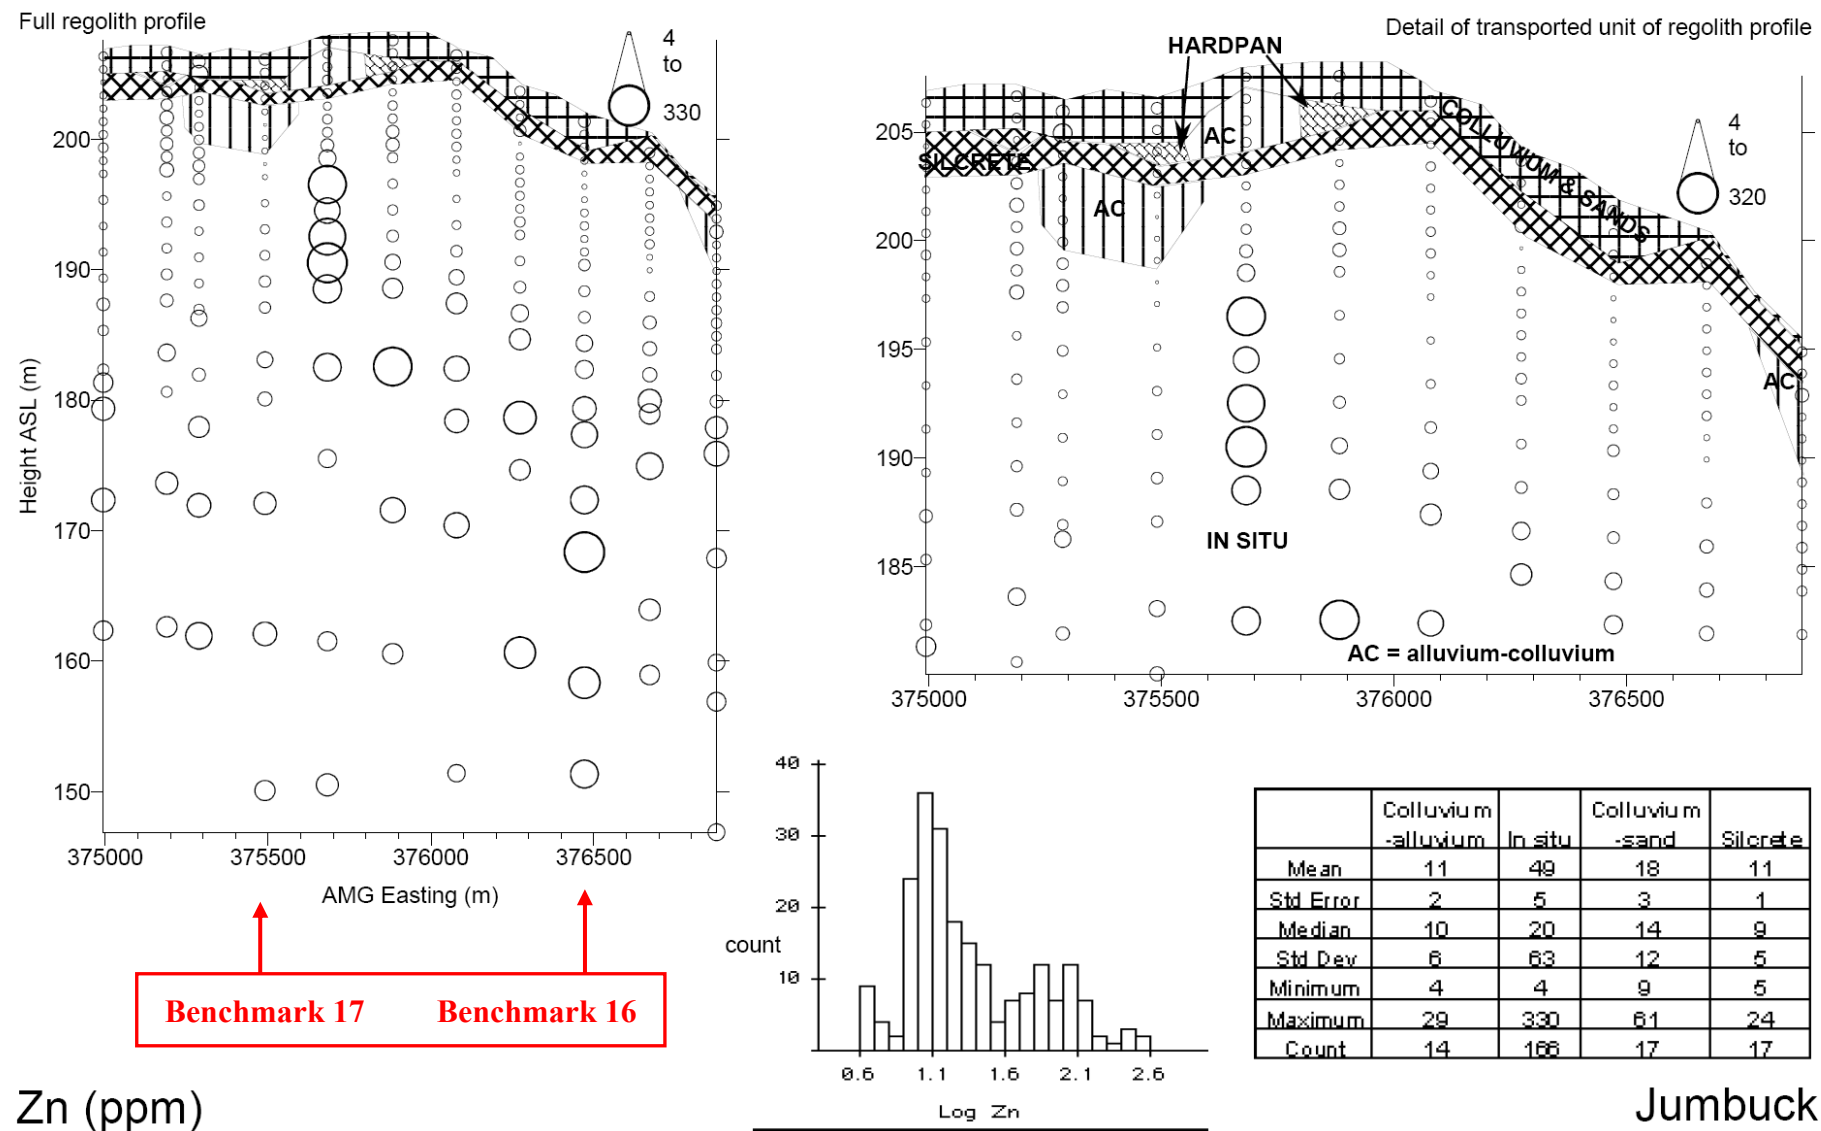 Full regolith profile
Detail of transported unit of regolith profile
4
to
330
HARDPAN
200
190
180
170
160
150
Height ASL (m)
375000 375500 376000 376500
AMG Easting (m)
Benchmark 17 Benchmark 16
205
200
195
190
185
SILCRETE
AC
AC
AC
COLLUVIUM & SANDS
4
to
320
IN SITU
AC = alluvium-colluvium
375000 375500 376000 376500
40
30
20
10
count
0.6 1.1 1.6 2.1 2.6
Log Zn
Colluvium Colluvium
-alluvium In situ -sand Silcrete
Mean 11 49 18 11
Std Error 2 5 3 1
Median 10 20 14 9
Std Dev 6 63 12 5
Minimum 4 4 9 5
Maximum 29 330 61 24
Count 14 166 17 17
Zn (ppm)
Jumbuck